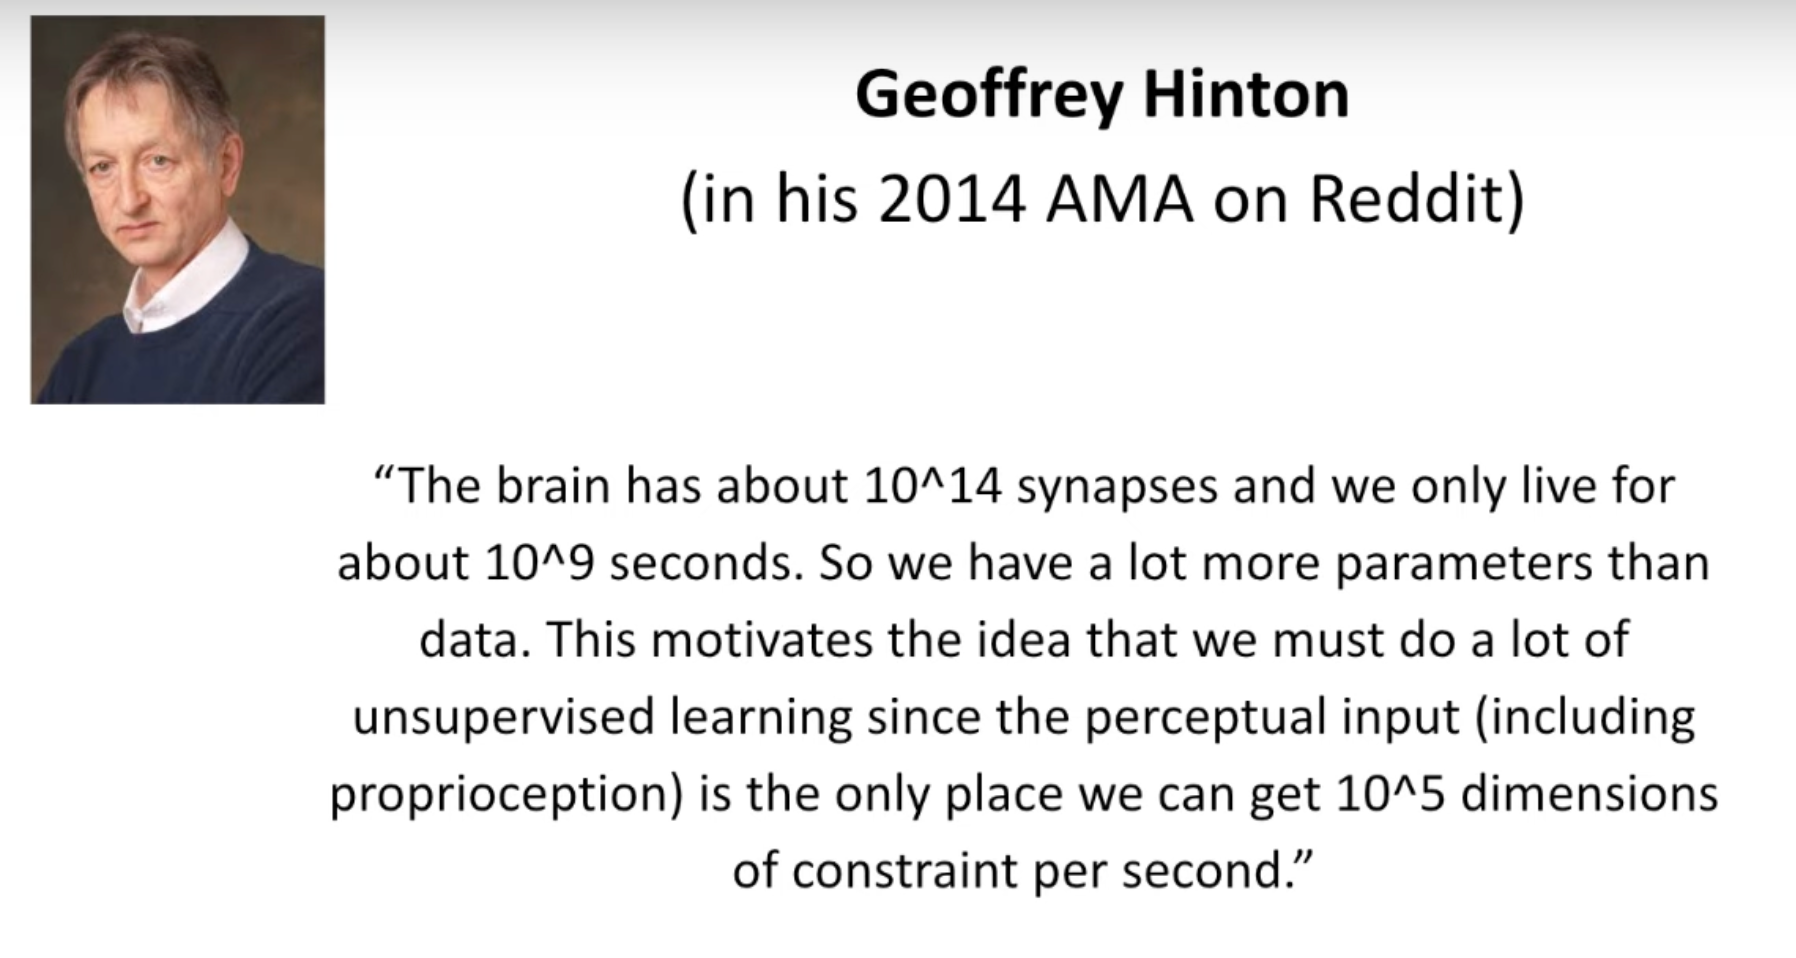 Geoffrey Hinton
(in his 2014 AMA on Reddit)
“The brain has about 10^14 synapses and we only live for
about 10^9 seconds. So we have a lot more parameters than
data. This motivates the idea that we must do a lot of
unsupervised learning since the perceptual input (including
proprioception) is the only place we can get 10^5 dimensions
of constraint per second.”